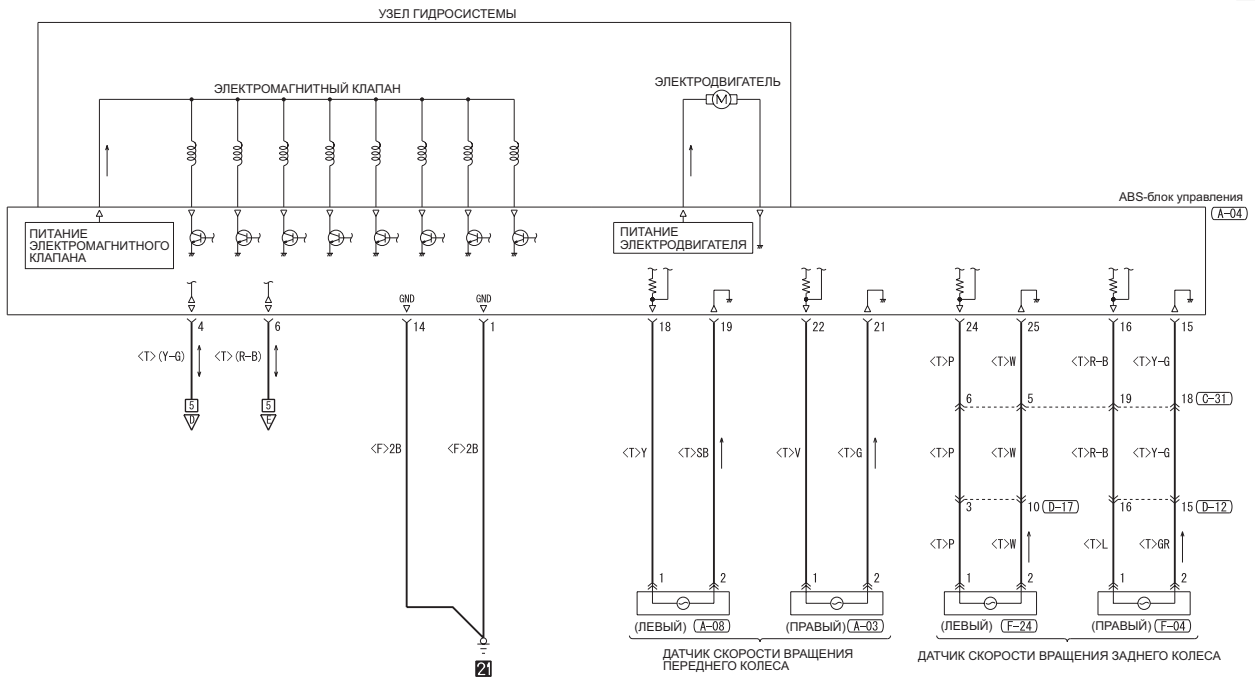 УЗЕЛ ГИДРОСИСТЕМЫ
ЭЛЕКТРОМАГНИТНЫЙ КЛАПАН
ЭЛЕКТРОДВИГАТЕЛЬ
M
ABS-блок управления
A-04
ПИТАНИЕ
ЭЛЕКТРОМАГНИТНОГО
КЛАПАНА
ПИТАНИЕ
ЭЛЕКТРОДВИГАТЕЛЯ
GND GND
4 6 14 1 18 19 22 21 24 25 16 15
<T>(Y-G) <T>(R-B) <T>P <T>W <T>R-B <T>Y-G
5 5 6 5 19 18 C-31
D E
<F>2B <F>2B <T>Y <T>SB <T>V <T>G <T>P <T>W <T>R-B <T>Y-G
3 10 D-17 16 15 D-12
<T>P <T>W <T>L <T>GR
1 2 1 2 1 2 1 2
(ЛЕВЫЙ) A-08 (ПРАВЫЙ) A-03 (ЛЕВЫЙ) F-24 (ПРАВЫЙ) F-04
21
ДАТЧИК СКОРОСТИ ВРАЩЕНИЯ
ПЕРЕДНЕГО КОЛЕСА
ДАТЧИК СКОРОСТИ ВРАЩЕНИЯ ЗАДНЕГО КОЛЕСА